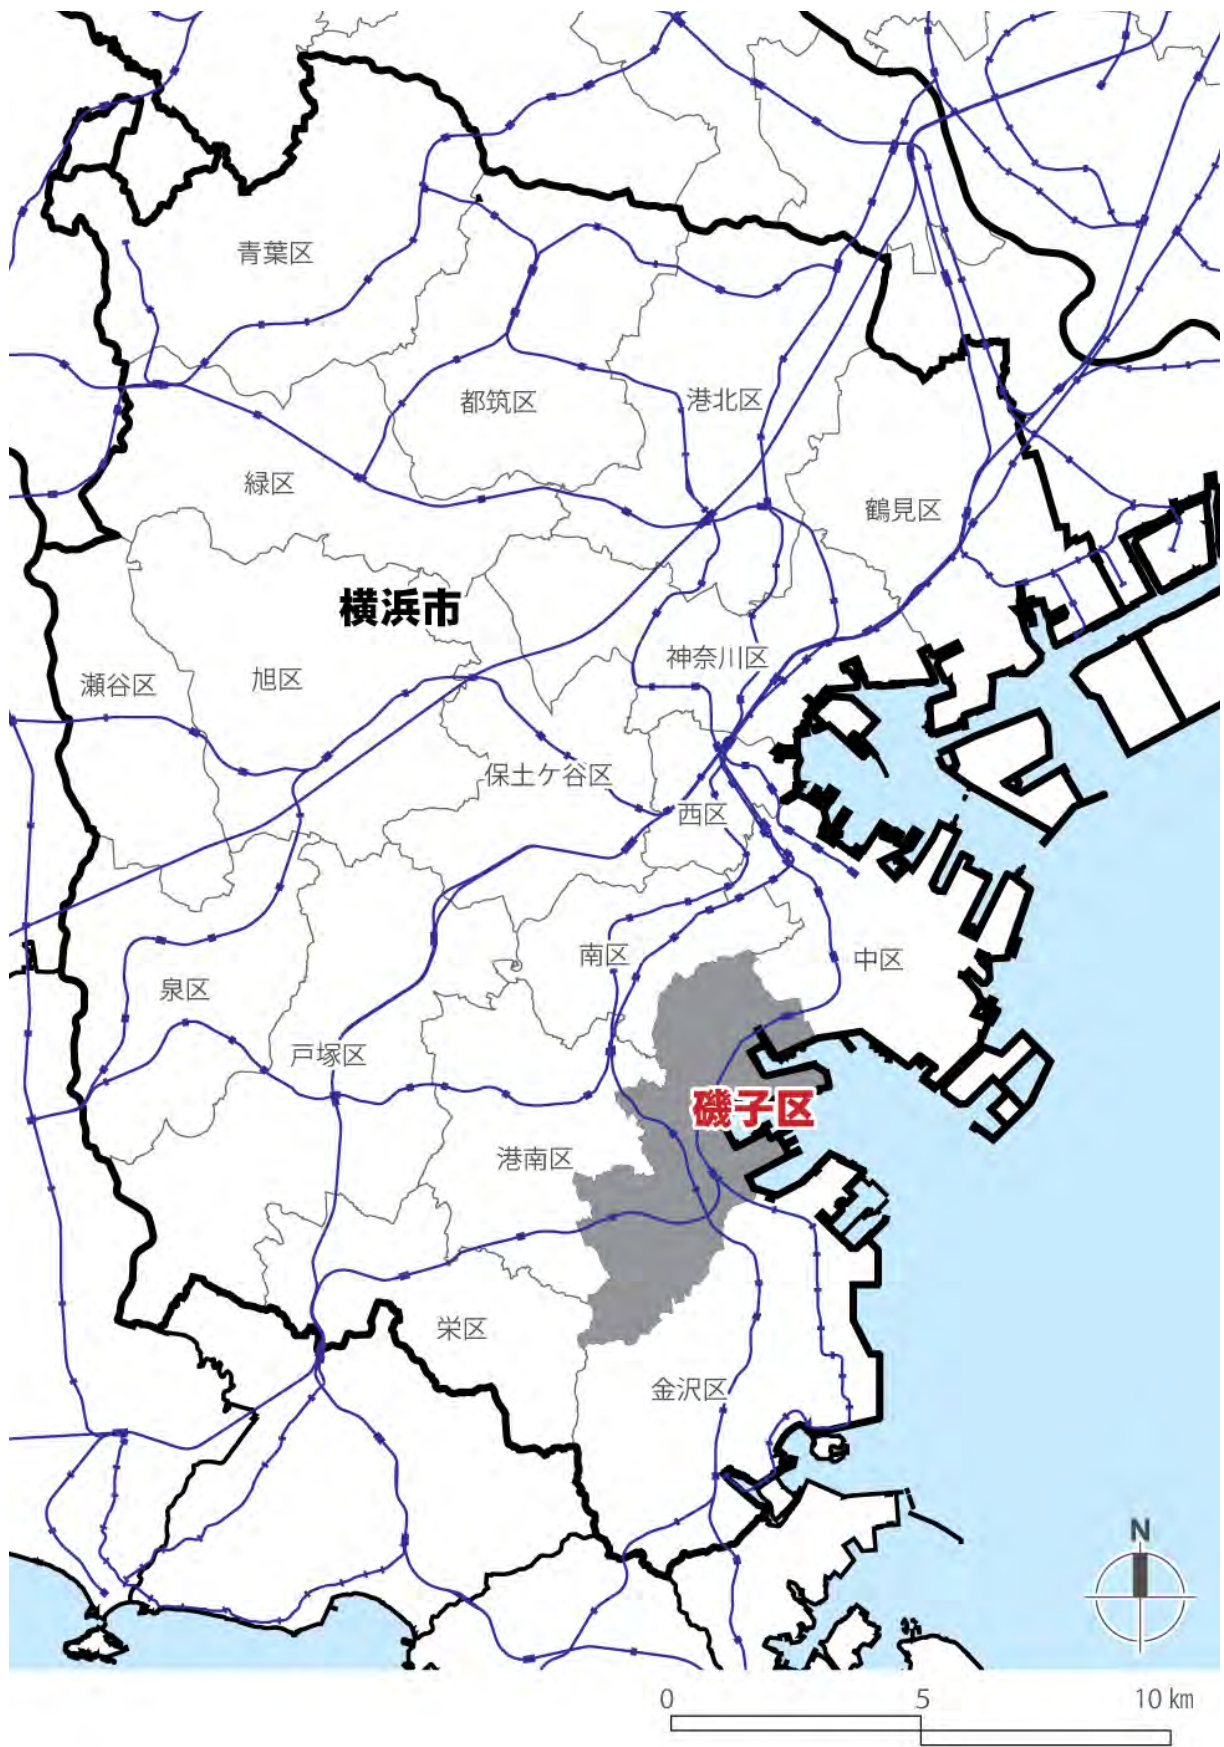 青葉区
都筑区
港北区
緑区
鶴見区
横浜市
神奈川区
瀬谷区
旭区
保土ケ谷区
西区
南区
中区
泉区
戸塚区
磯子区
港南区
栄区
金沢区
N
0 5 10 km